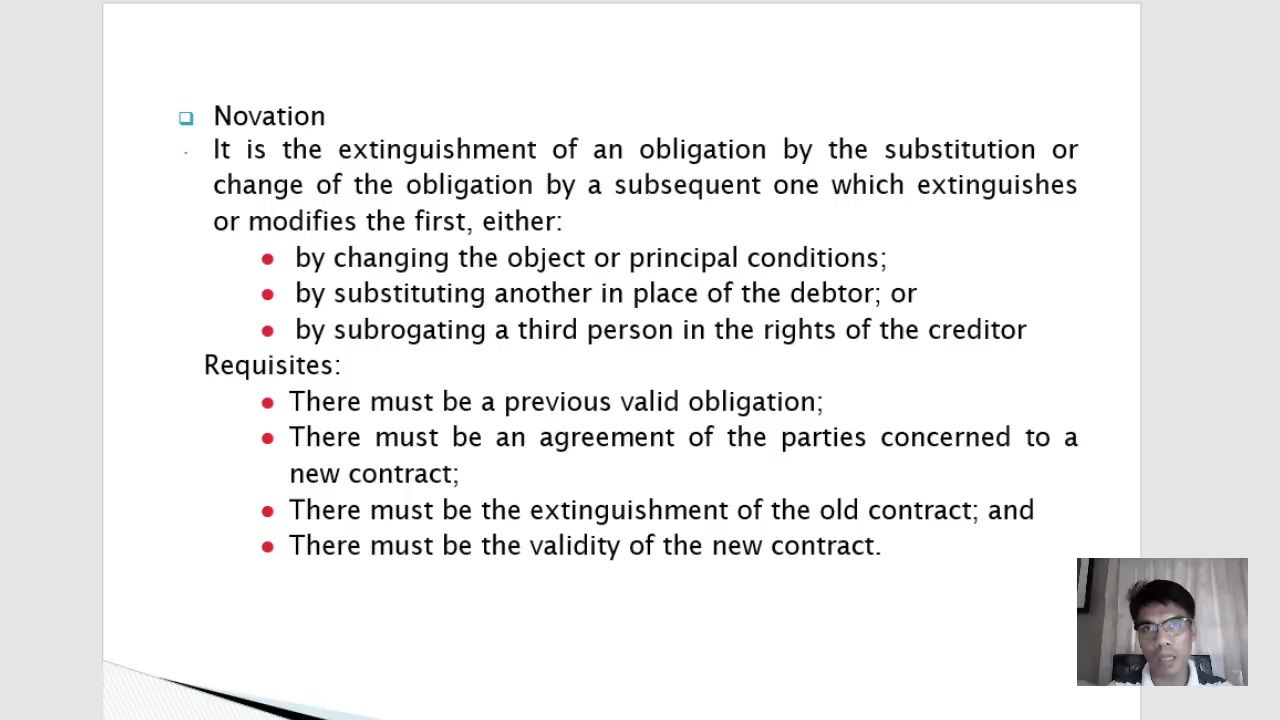 Novation
It is the extinguishment of an obligation by the substitution or
change of the obligation by a subsequent one which extinguishes
or modifies the first, either:
by changing the object or principal conditions;
by substituting another in place of the debtor; or
by subrogating a third person in the rights of the creditor
Requisites:
There must be a previous valid obligation;
There must be an agreement of the parties concerned to a
new contract;
There must be the extinguishment of the old contract; and
There must be the validity of the new contract.